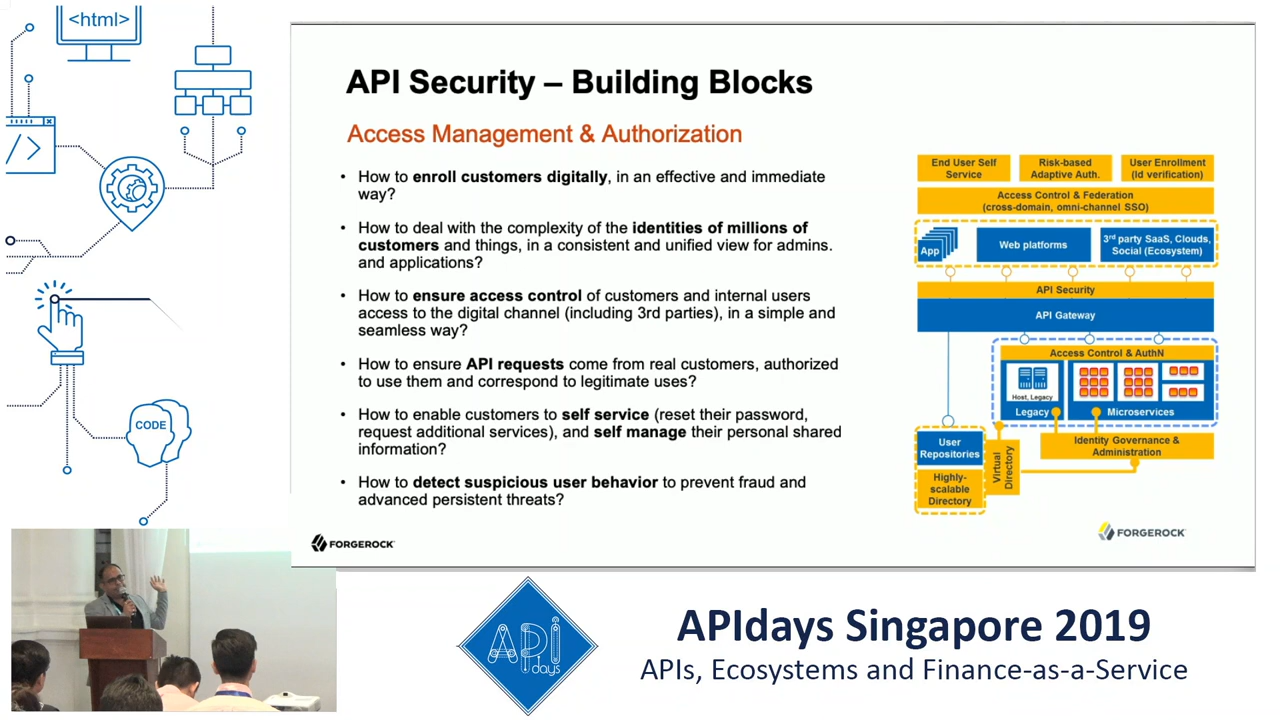 <html>
API Security – Building Blocks
Access Management & Authorization
• How to enroll customers digitally, in an effective and immediate
way?
• How to deal with the complexity of the identities of millions of
customers and things, in a consistent and unified view for admins.
and applications?
• How to ensure access control of customers and internal users
access to the digital channel (including 3rd parties), in a simple and
seamless way?
• How to ensure API requests come from real customers, authorized
to use them and correspond to legitimate uses?
• How to enable customers to self service (reset their password,
request additional services), and self manage their personal shared
information?
• How to detect suspicious user behavior to prevent fraud and
advanced persistent threats?
FORGEROCK
End User Self
Service
Risk-based
Adaptive Auth.
User Enrollment
(Id verification)
Access Control & Federation
(cross-domain, omni-channel SSO)
App
Web platforms
3rd party SaaS, Clouds,
Social (Ecosystem)
API Security
API Gateway
Access Control & AuthN
Host, Legacy
Legacy
Microservices
User
Repositories
Virtual
Directory
Identity Governance &
Administration
Highly-
scalable
Directory
FORGEROCK
</>
CODE
API
days
APIdays Singapore 2019
APIs, Ecosystems and Finance-as-a-Service